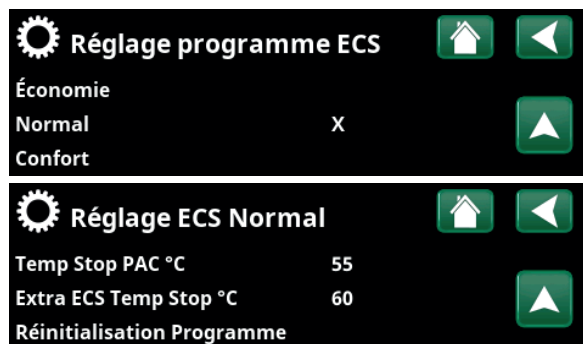 Réglage programme ECS
Économie
Normal X
Confort
Réglage ECS Normal
Temp Stop PAC °C 55
Extra ECS Temp Stop °C 60
Réinitialisation Programme